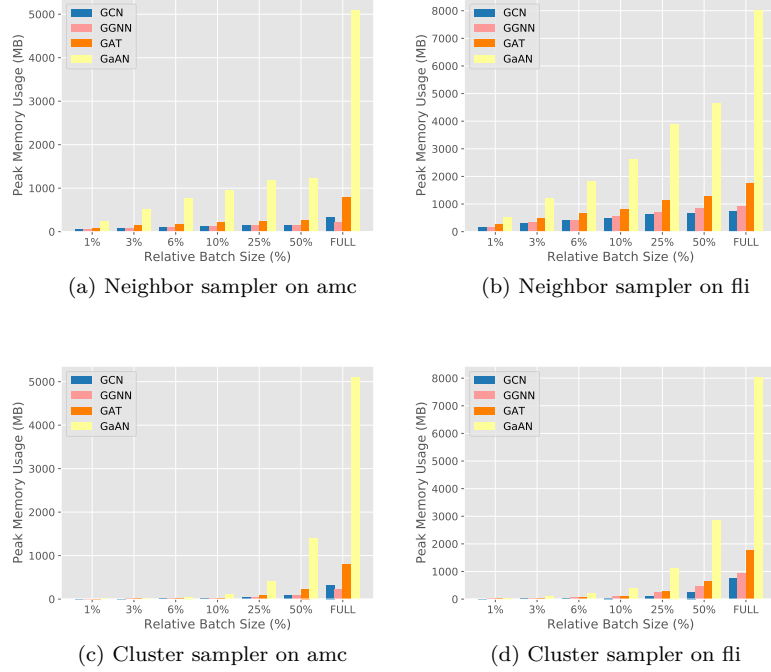 GCN
GGNN
GAT
GaAN
Peak Memory Usage (MB)
5000
4000
3000
2000
1000
0
1% 3% 6% 10% 25% 50% FULL
Relative Batch Size (%)
(a) Neighbor sampler on amc
GCN
GGNN
GAT
GaAN
Peak Memory Usage (MB)
8000
7000
6000
5000
4000
3000
2000
1000
0
1% 3% 6% 10% 25% 50% FULL
Relative Batch Size (%)
(b) Neighbor sampler on fli
GCN
GGNN
GAT
GaAN
Peak Memory Usage (MB)
5000
4000
3000
2000
1000
0
1% 3% 6% 10% 25% 50% FULL
Relative Batch Size (%)
(c) Cluster sampler on amc
GCN
GGNN
GAT
GaAN
Peak Memory Usage (MB)
8000
7000
6000
5000
4000
3000
2000
1000
0
1% 3% 6% 10% 25% 50% FULL
Relative Batch Size (%)
(d) Cluster sampler on fli